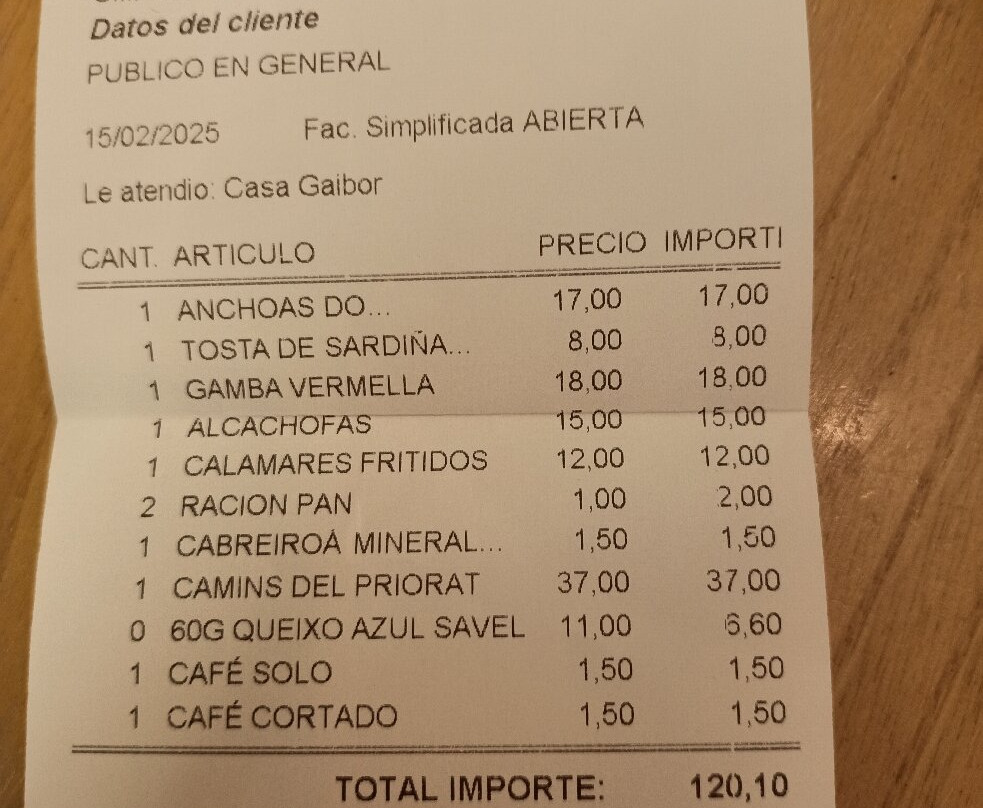 Datos del cliente
PUBLICO EN GENERAL
15/02/2025 Fac. Simplificada ABIERTA
Le atendio: Casa Gaibor
CANT. ARTICULO PRECIO IMPORTI
1 ANCHOAS DO... 17,00 17,00
1 TOSTA DE SARDIÑA... 8,00 8,00
1 GAMBA VERMELLA 18,00 18,00
1 ALCACHOFAS 15,00 15,00
1 CALAMARES FRITIDOS 12,00 12,00
2 RACION PAN 1,00 2,00
1 CABREIROÁ MINERAL... 1,50 1,50
1 CAMINS DEL PRIORAT 37,00 37,00
0 60G QUEIXO AZUL SAVEL 11,00 6,60
1 CAFÉ SOLO 1,50 1,50
1 CAFÉ CORTADO 1,50 1,50
TOTAL IMPORTE: 120,10